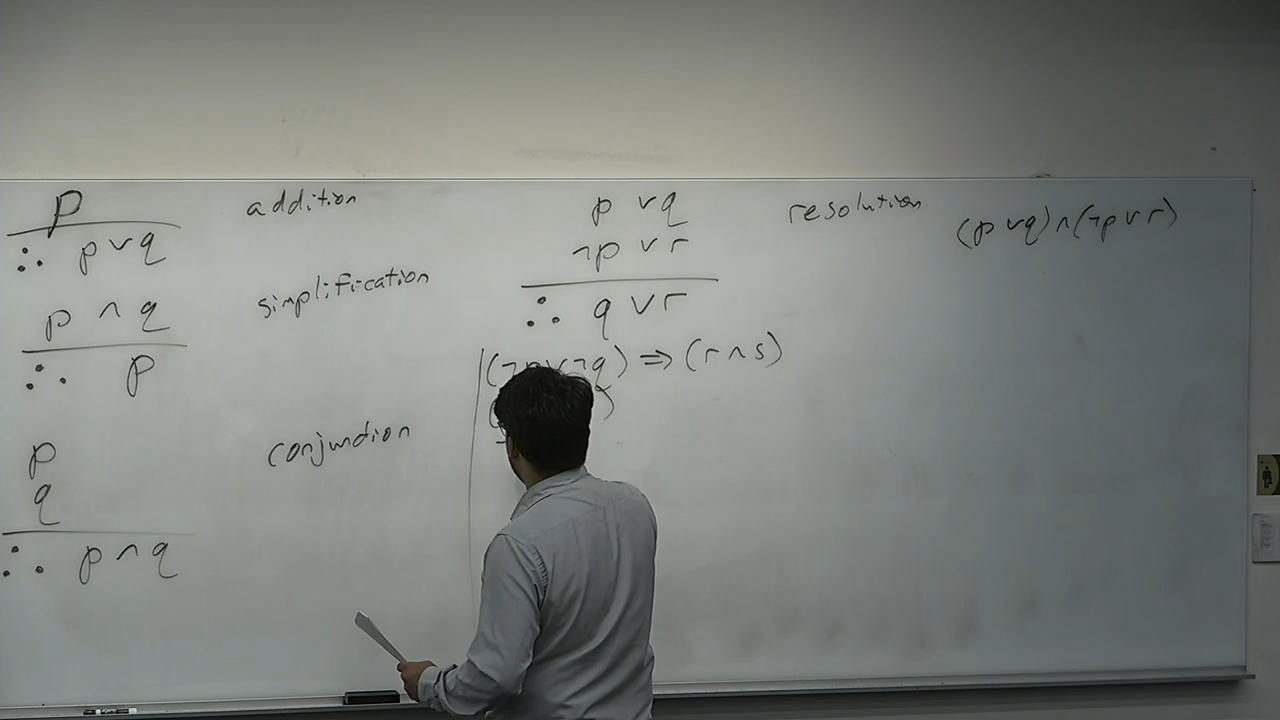 p addition
∴ p ∨ q
p ∧ q simplification
∴ p
p conjunction
q
∴ p ∧ q
p ∨ q resolution (p ∨ q) ∧ (¬p ∨ r)
¬p ∨ r
∴ q ∨ r
(¬p ∨ ¬q) ⇒ (r ∧ s)